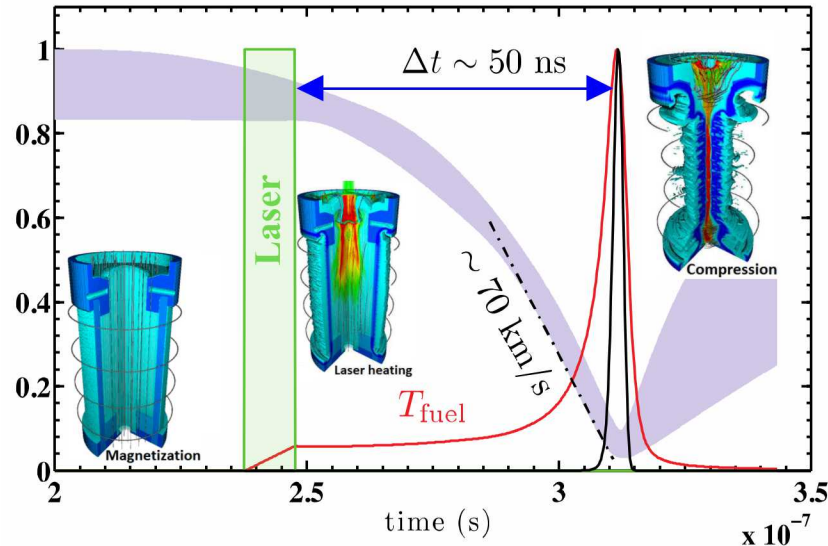 1
0.8
0.6
0.4
0.2
0
2
2.5
3
3.5
x 10⁻⁷
time (s)
Δt ~ 50 ns
Laser
Magnetization
Laser heating
~ 70 km/s
T_fuel
Compression